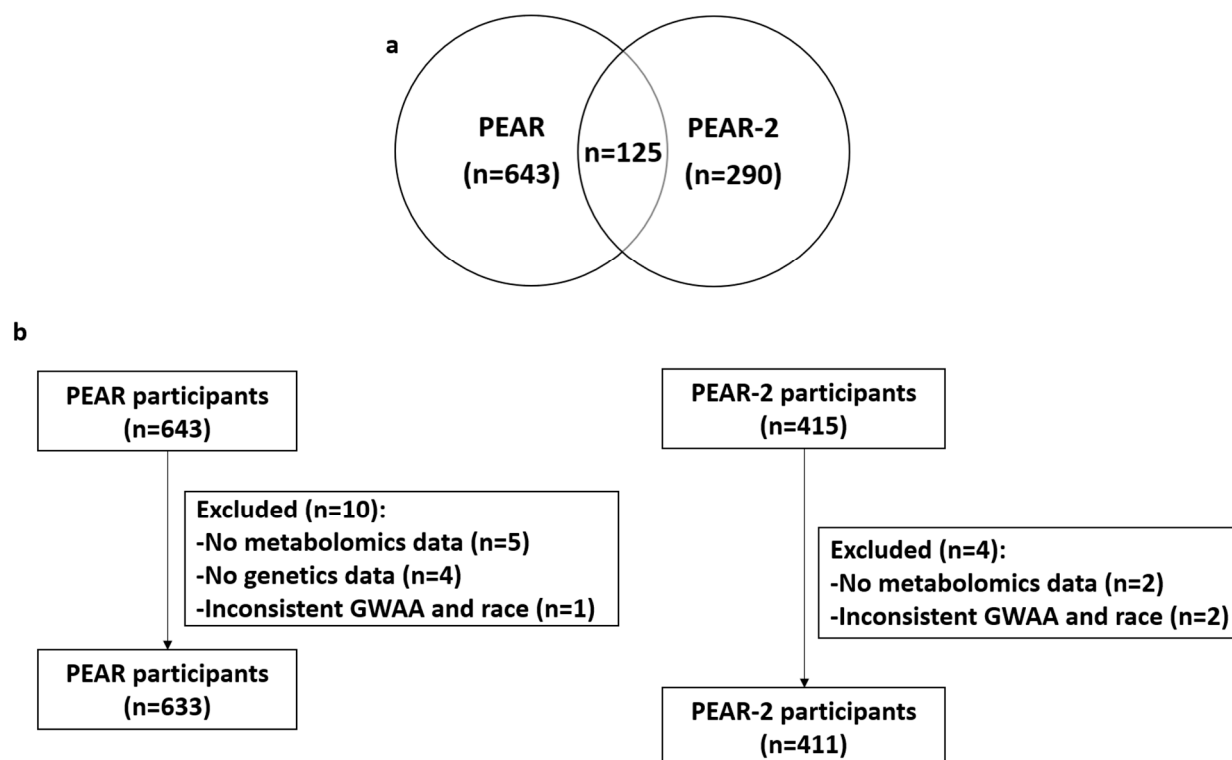 a
PEAR
(n=643)
n=125
PEAR-2
(n=290)
b
PEAR participants
(n=643)
Excluded (n=10):
-No metabolomics data (n=5)
-No genetics data (n=4)
-Inconsistent GWAA and race (n=1)
PEAR participants
(n=633)
PEAR-2 participants
(n=415)
Excluded (n=4):
-No metabolomics data (n=2)
-Inconsistent GWAA and race (n=2)
PEAR-2 participants
(n=411)